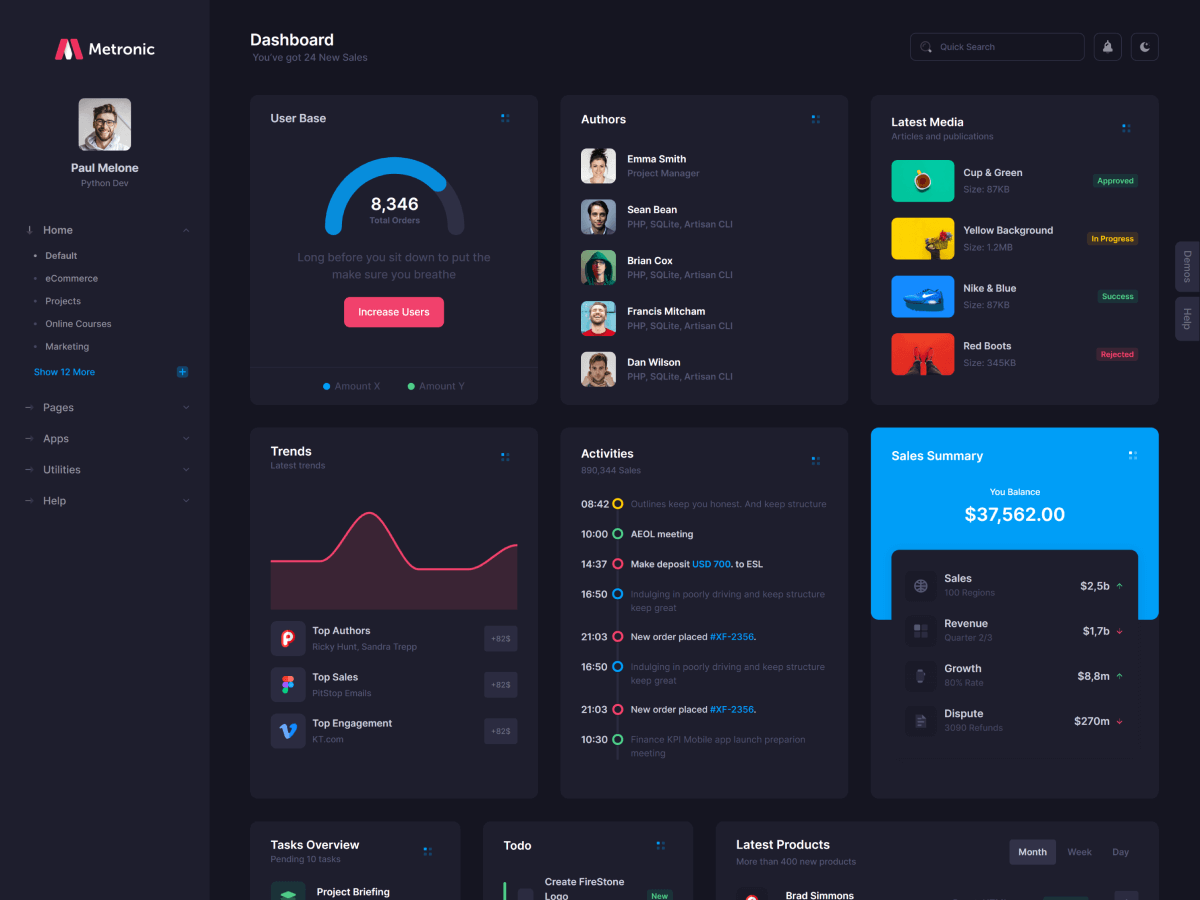 Metronic
Paul Melone
Python Dev
Home
Default
eCommerce
Projects
Online Courses
Marketing
Show 12 More
Pages
Apps
Utilities
Help
Dashboard
You've got 24 New Sales
Quick Search
User Base
8,346
Total Orders
Long before you sit down to put the
make sure you breathe
Increase Users
Amount X
Amount Y
Authors
Emma Smith
Project Manager
Sean Bean
PHP, SQLite, Artisan CLI
Brian Cox
PHP, SQLite, Artisan CLI
Francis Mitcham
PHP, SQLite, Artisan CLI
Dan Wilson
PHP, SQLite, Artisan CLI
Latest Media
Articles and publications
Cup & Green
Size: 87KB
Approved
Yellow Background
Size: 1.2MB
In Progress
Nike & Blue
Size: 87KB
Success
Red Boots
Size: 345KB
Rejected
Demos
Help
Trends
Latest trends
Top Authors
Ricky Hunt, Sandra Trepp
+82$
Top Sales
PitStop Emails
+82$
Top Engagement
KT.com
+82$
Activities
890,344 Sales
08:42 Outlines keep you honest. And keep structure
10:00 AEOL meeting
14:37 Make deposit USD 700. to ESL
16:50 Indulging in poorly driving and keep structure
keep great
21:03 New order placed #XF-2356.
16:50 Indulging in poorly driving and keep structure
keep great
21:03 New order placed #XF-2356.
10:30 Finance KPI Mobile app launch preparion
meeting
Sales Summary
You Balance
$37,562.00
Sales
100 Regions
$2,5b
Revenue
Quarter 2/3
$1,7b
Growth
80% Rate
$8,8m
Dispute
3090 Refunds
$270m
Tasks Overview
Pending 10 tasks
Project Briefing
Todo
Create FireStone
Logo
New
Latest Products
More than 400 new products
Month
Week
Day
Brad Simmons